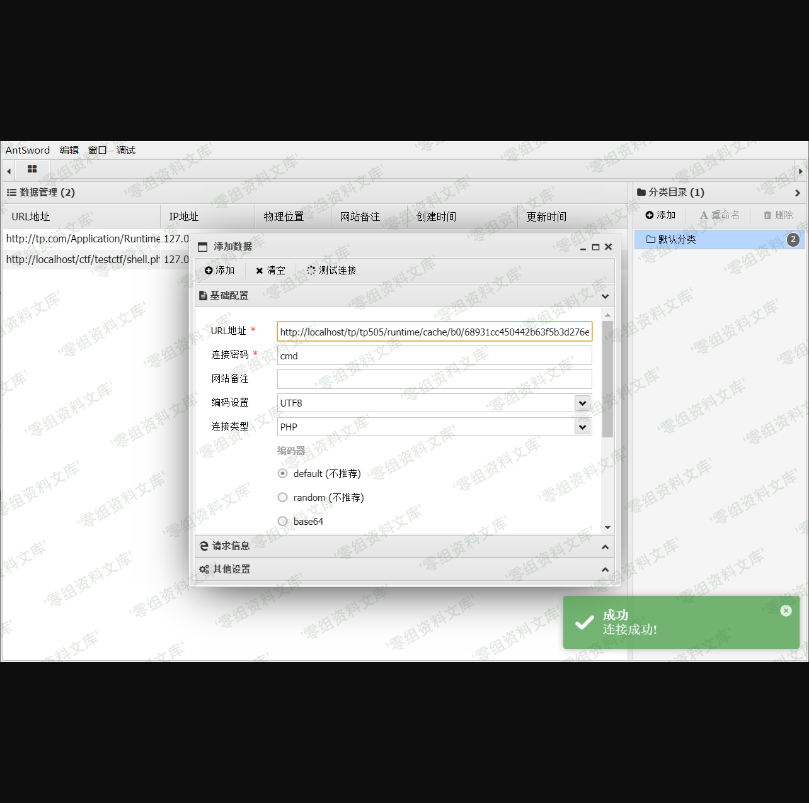 AntSword 编辑 窗口 调试
数据管理 (2)
URL地址 IP地址 物理位置 网站备注 创建时间 更新时间
http://tp.com/Application/Runtime 127.0
http://localhost/ctf/testctf/shell.ph 127.0
分类目录 (1)
添加 重命名 删除
默认分类 2
添加数据
添加 清空 测试连接
基础配置
URL地址 * http://localhost/tp/tp505/runtime/cache/b0/68931cc450442b63f5b3d276e
连接密码 * cmd
网站备注
编码设置 UTF8
连接类型 PHP
编码器
default (不推荐)
random (不推荐)
base64
请求信息
其他设置
成功
连接成功!
零组资料文库